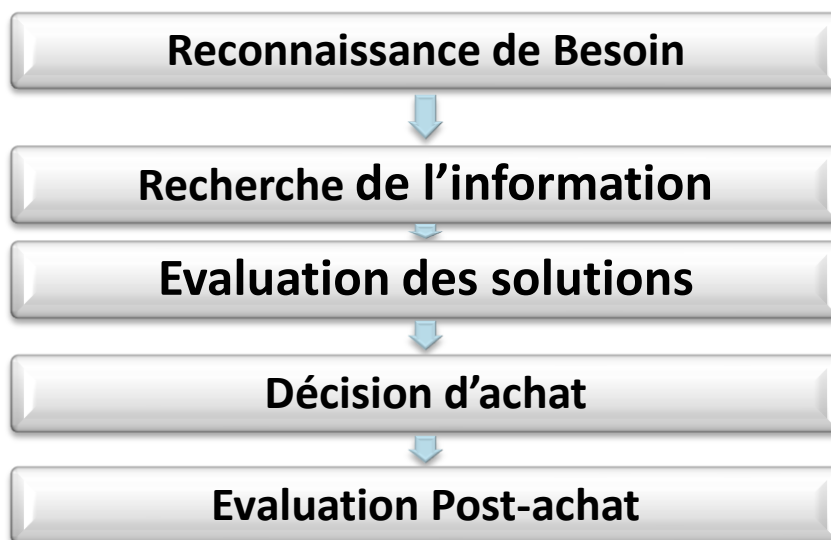 Reconnaissance de Besoin
Recherche de l’information
Evaluation des solutions
Décision d’achat
Evaluation Post-achat